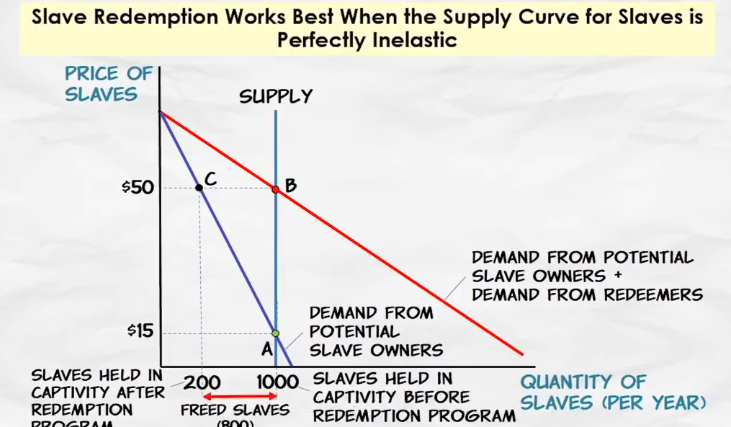 Slave Redemption Works Best When the Supply Curve for Slaves is
Perfectly Inelastic
PRICE OF
SLAVES
SUPPLY
$50
C
B
DEMAND FROM POTENTIAL
SLAVE OWNERS +
DEMAND FROM REDEEMERS
$15
A
DEMAND FROM
POTENTIAL
SLAVE OWNERS
SLAVES HELD IN
CAPTIVITY AFTER
REDEMPTION
PROGRAM
200
1000
FREED SLAVES
(800)
SLAVES HELD IN
CAPTIVITY BEFORE
REDEMPTION PROGRAM
QUANTITY OF
SLAVES (PER YEAR)